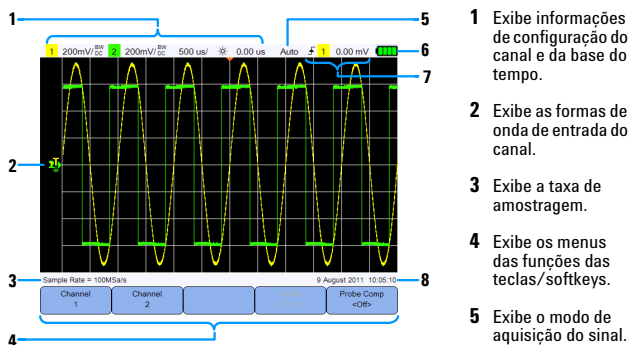 1
5
1 200mV/ BW DC 2 200mV/ BW DC 500 us/ 0.00 us Auto 1 0.00 mV
6
7
2
3
Sample Rate = 100MSa/s
9 August 2011 10:05:10
8
Channel 1
Channel 2
Probe Comp <Off>
4
1 Exibe informações
de configuração do
canal e da base do
tempo.
2 Exibe as formas de
onda de entrada do
canal.
3 Exibe a taxa de
amostragem.
4 Exibe os menus
das funções das
teclas/softkeys.
5 Exibe o modo de
aquisição do sinal.